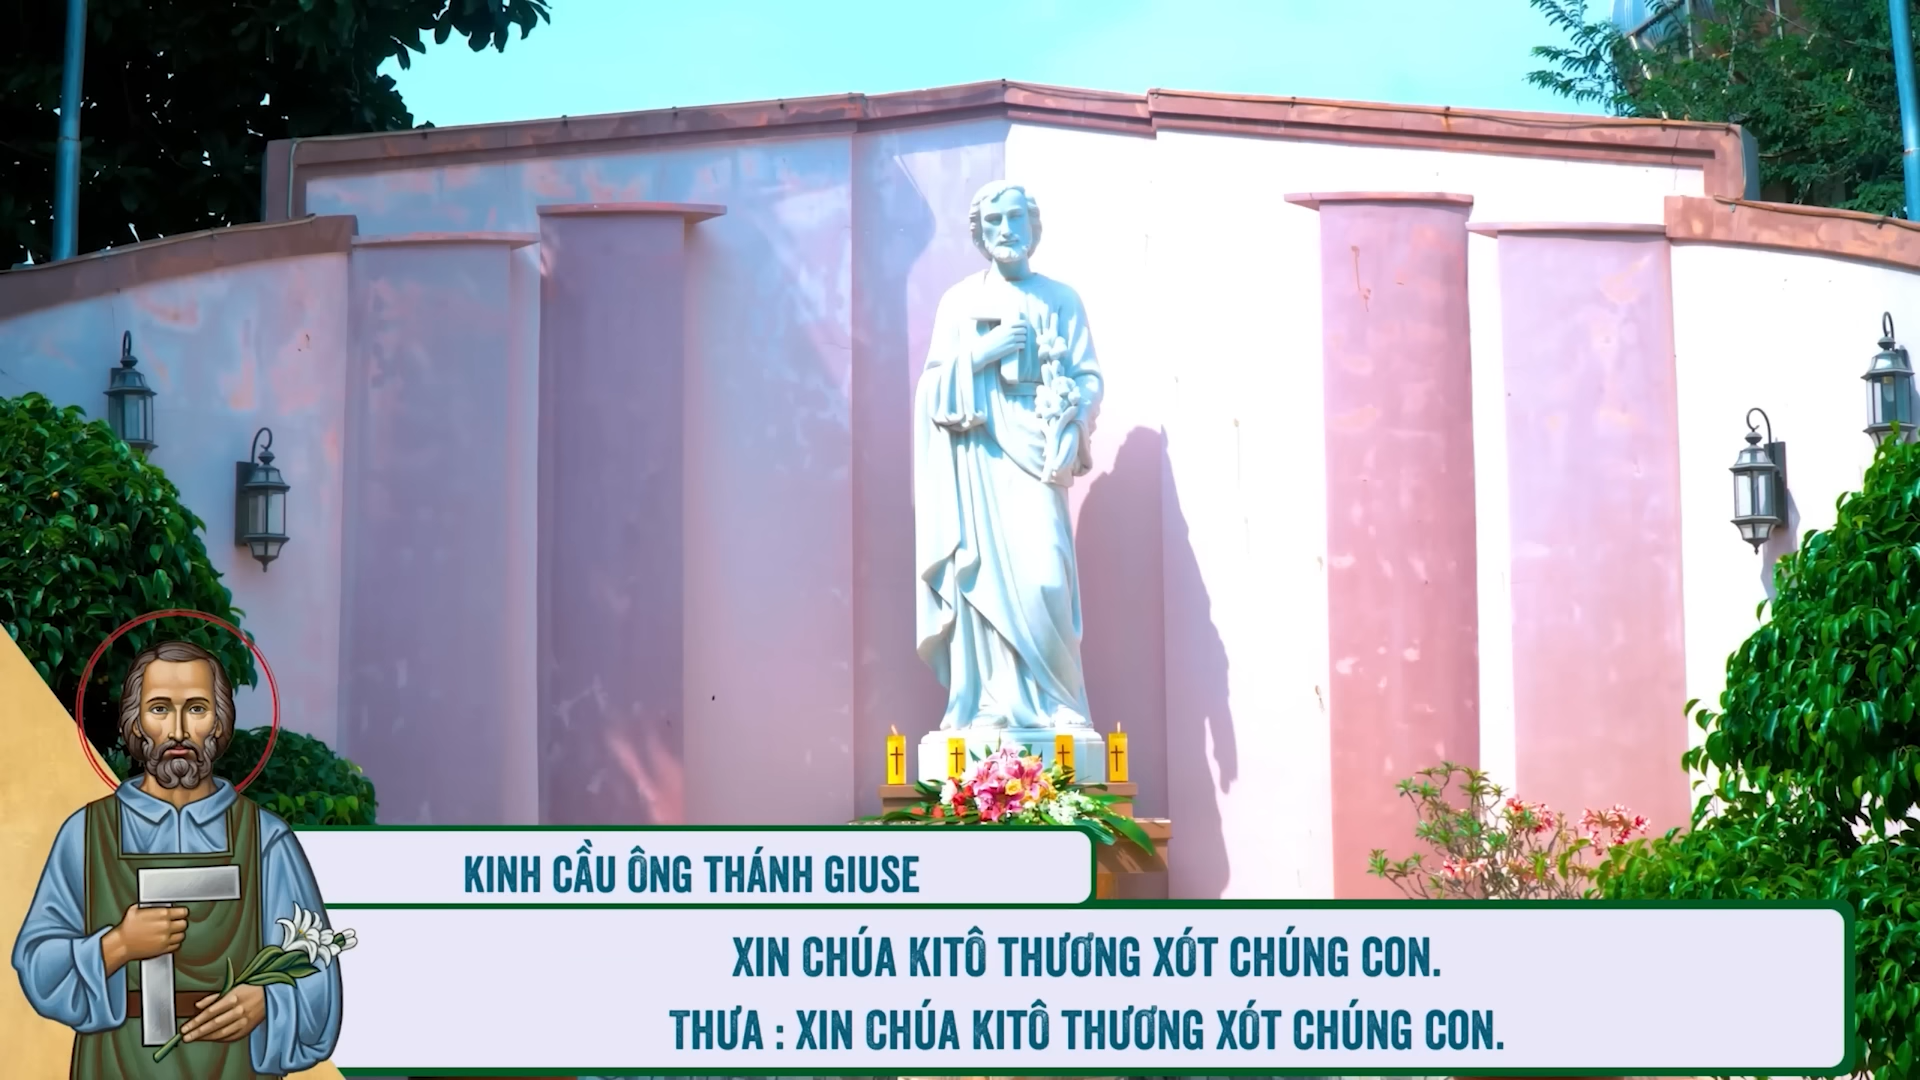 KINH CẦU ÔNG THÁNH GIUSE
XIN CHÚA KITÔ THƯƠNG XÓT CHÚNG CON.
THƯA : XIN CHÚA KITÔ THƯƠNG XÓT CHÚNG CON.